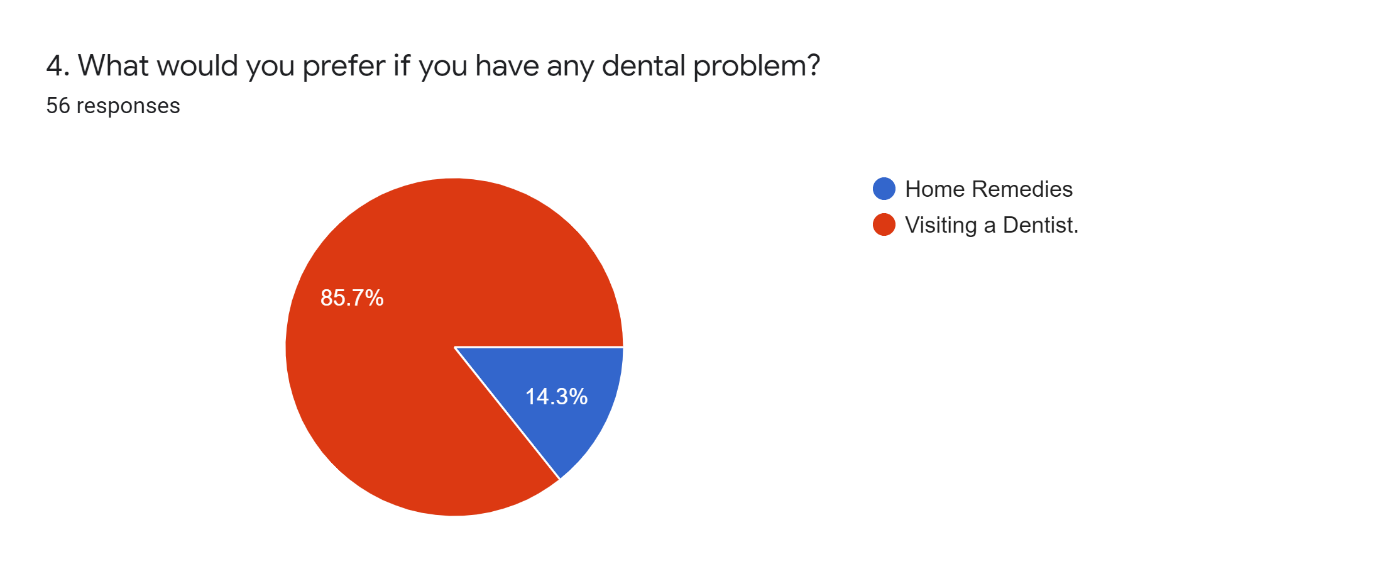 4. What would you prefer if you have any dental problem?
56 responses
Home Remedies
Visiting a Dentist.
85.7%
14.3%